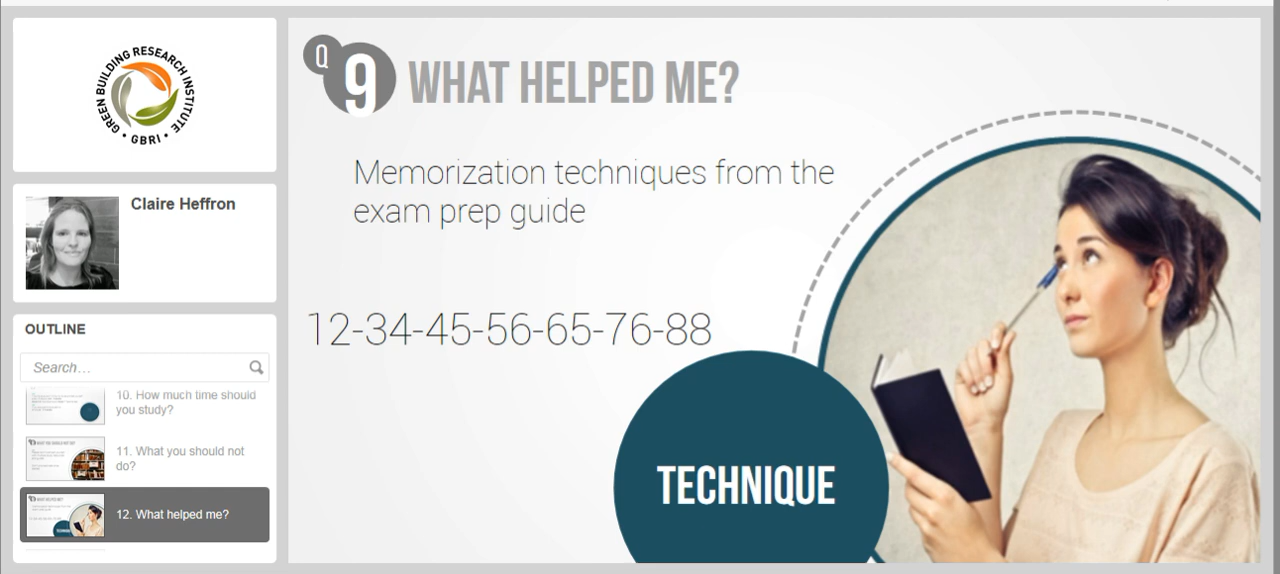 GREEN BUILDING RESEARCH INSTITUTE
• GBRI •
Claire Heffron
OUTLINE
Search...
10. How much time should
you study?
11. What you should not
do?
12. What helped me?
Q
9
WHAT HELPED ME?
Memorization techniques from the
exam prep guide
12-34-45-56-65-76-88
TECHNIQUE